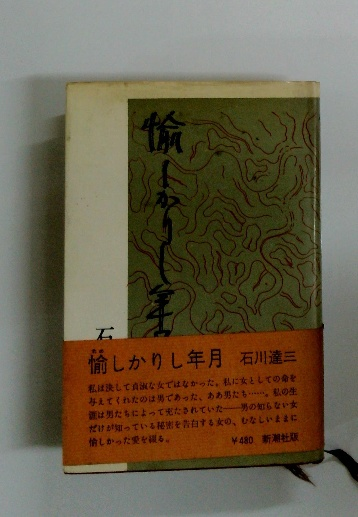 愉しかりし年
石
愉しかりし年月 石川達三
私は決して貞淑な女ではなかった。私に女としての命を
与えてくれたのは男であった、ああ男たち……。私の生
涯は男たちによって充たされていた──男の知らない女
だけが知っている秘密を告白する女の、むなしいままに
愉しかった愛を綴る。
¥480 新潮社版